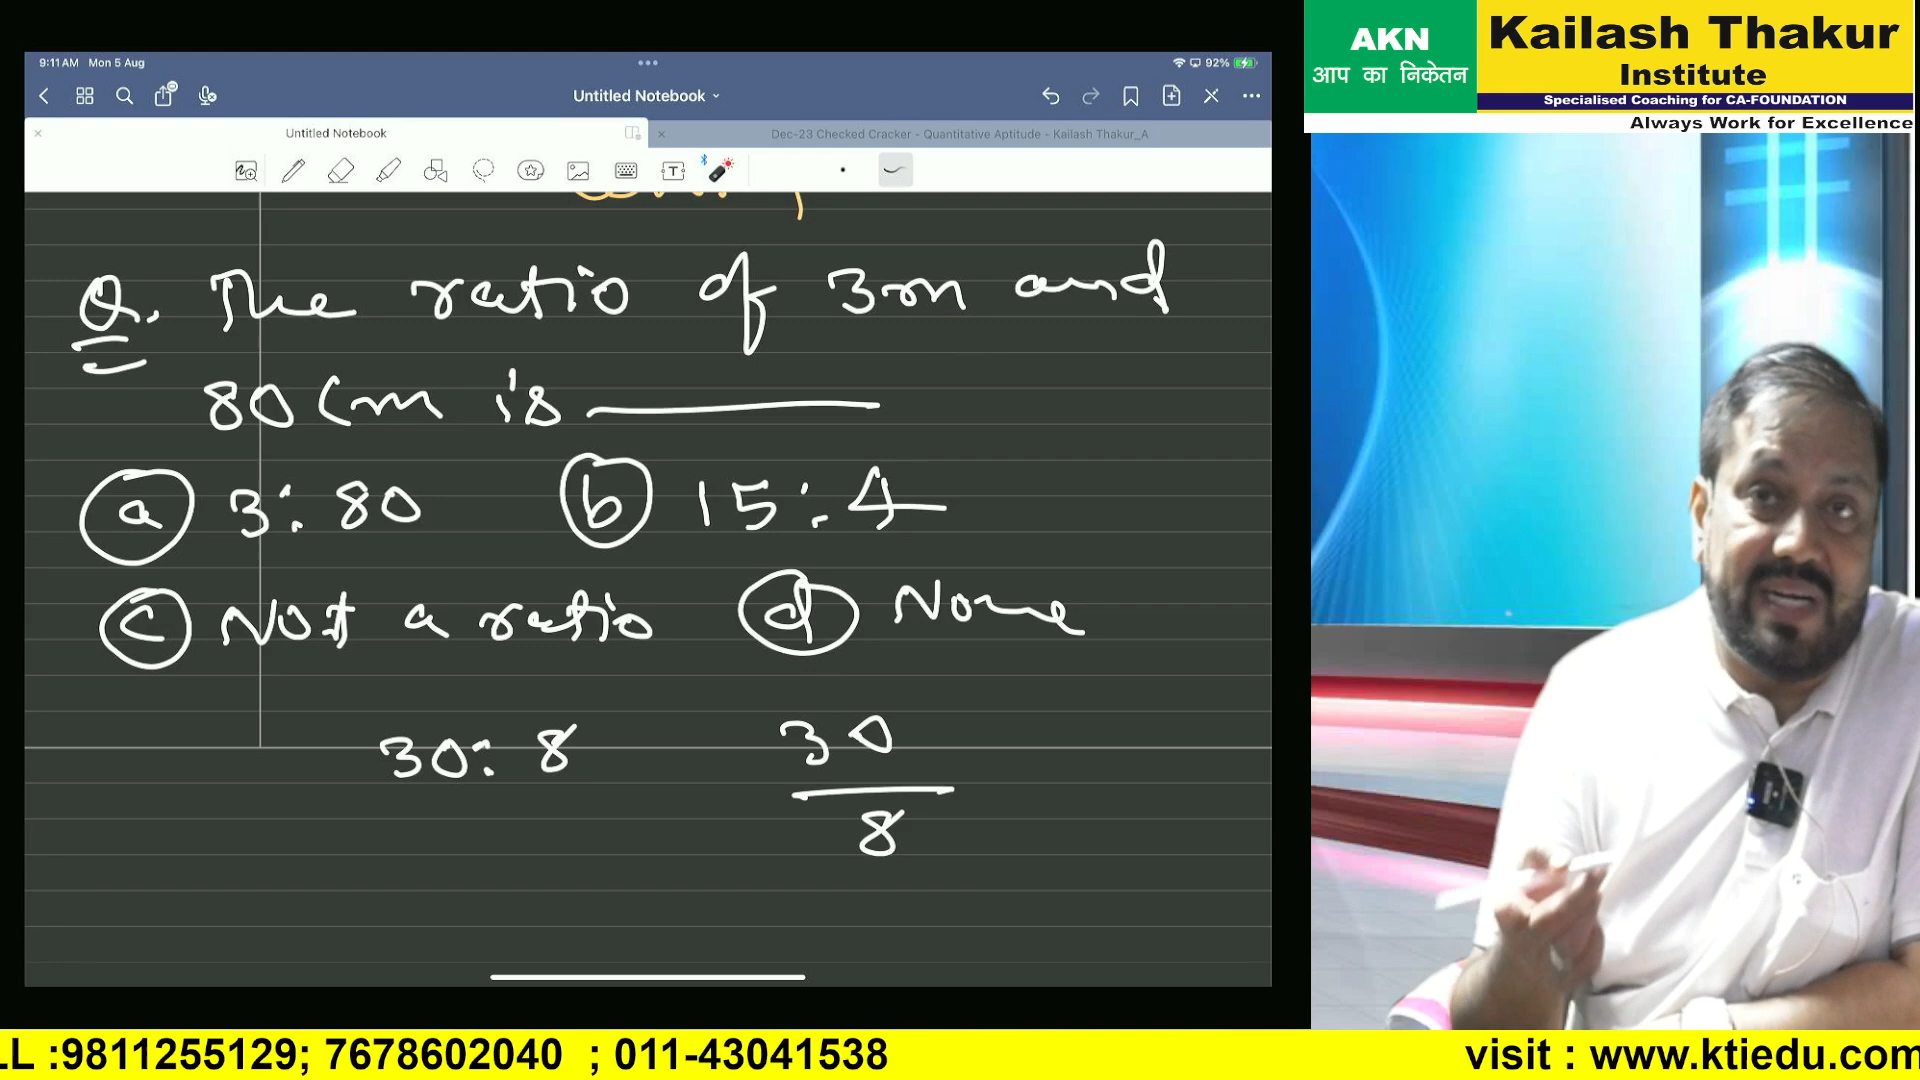 AKN
आप का निकेतन
Kailash Thakur
Institute
Specialised Coaching for CA-FOUNDATION
Always Work for Excellence
9:11 AM Mon 5 Aug
92%
Untitled Notebook
Untitled Notebook
Dec-23 Checked Cracker - Quantitative Aptitude - Kailash Thakur_A
Q. The ratio of 3m and
80 cm is
a 3:80 b 15:4
c Not a ratio d None
30:8 30
8
LL :9811255129; 7678602040 ; 011-43041538
visit : www.ktiedu.com